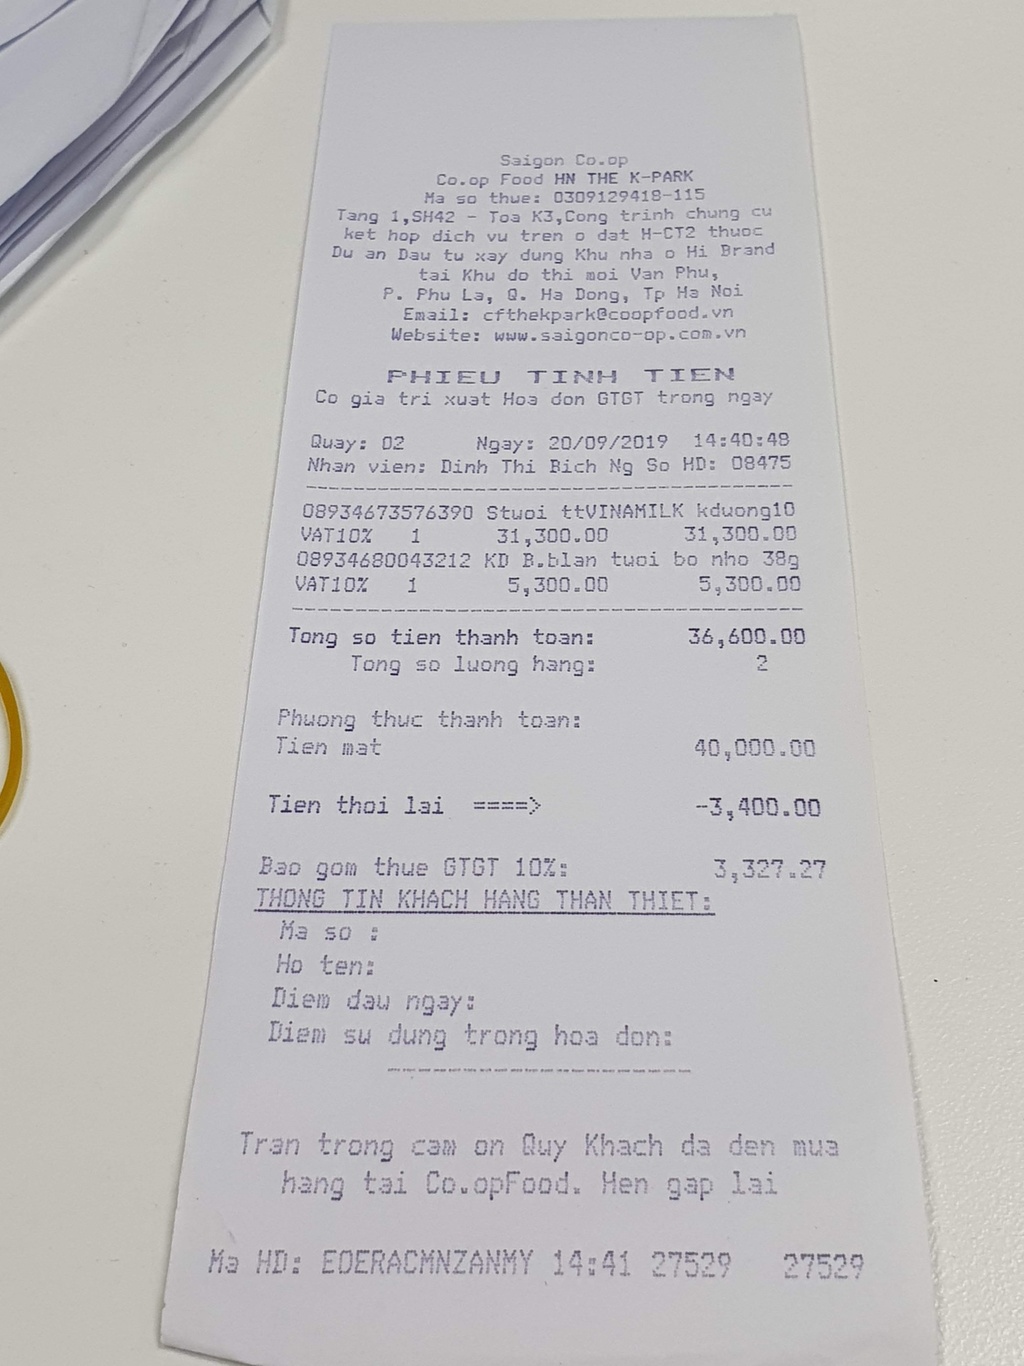 Saigon Co.op
Co.op Food HN THE K-PARK
Ma so thue: 0309129418-115
Tang 1,SH42 - Toa K3,Cong trinh chung cu
ket hop dich vu tren o dat H-CT2 thuoc
Du an Dau tu xay dung Khu nha o Hi Brand
tai Khu do thi moi Van Phu,
P. Phu La, Q. Ha Dong, Tp Ha Noi
Email: cfthekpark@coopfood.vn
Website: www.saigonco-op.com.vn
PHIEU TINH TIEN
Co gia tri xuat Hoa don GTGT trong ngay
Quay: 02 Ngay: 20/09/2019 14:40:48
Nhan vien: Dinh Thi Bich Ng So HD: 08475
08934673576390 Stuoi ttVINAMILK kduong10
VAT10% 1 31,300.00 31,300.00
08934680043212 KD B.blan tuoi bo nho 38g
VAT10% 1 5,300.00 5,300.00
Tong so tien thanh toan: 36,600.00
Tong so luong hang: 2
Phuong thuc thanh toan:
Tien mat 40,000.00
Tien thoi lai ====> -3,400.00
Bao gom thue GTGT 10%: 3,327.27
THONG TIN KHACH HANG THAN THIET:
Ma so :
Ho ten:
Diem dau ngay:
Diem su dung trong hoa don:
Tran trong cam on Quy Khach da den mua
hang tai Co.opFood. Hen gap lai
Ma HD: EOERACMNZANMY 14:41 27529 27529